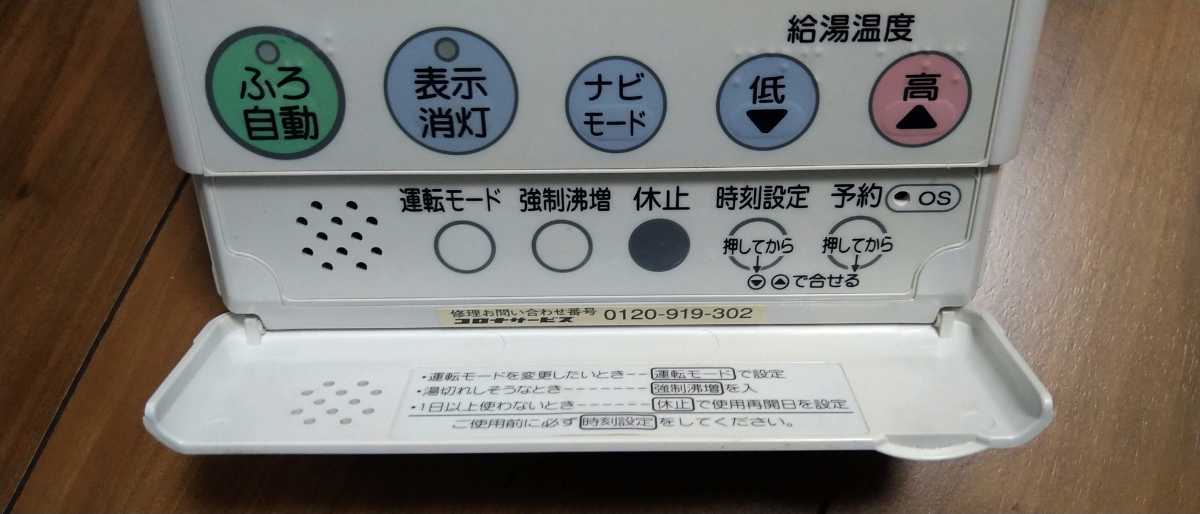 給湯温度
ふろ
自動
表示
消灯
ナビ
モード
低
高
運転モード 強制沸増 休止 時刻設定 予約 OS
押してから 押してから
で合せる
修理お問い合わせ番号
コロナサービス 0120-919-302
・運転モードを変更したいとき---運転モードで設定
・湯切れしそうなとき-------強制沸増を入
・1日以上使わないとき------休止で使用再開日を設定
ご使用前に必ず時刻設定をしてください。